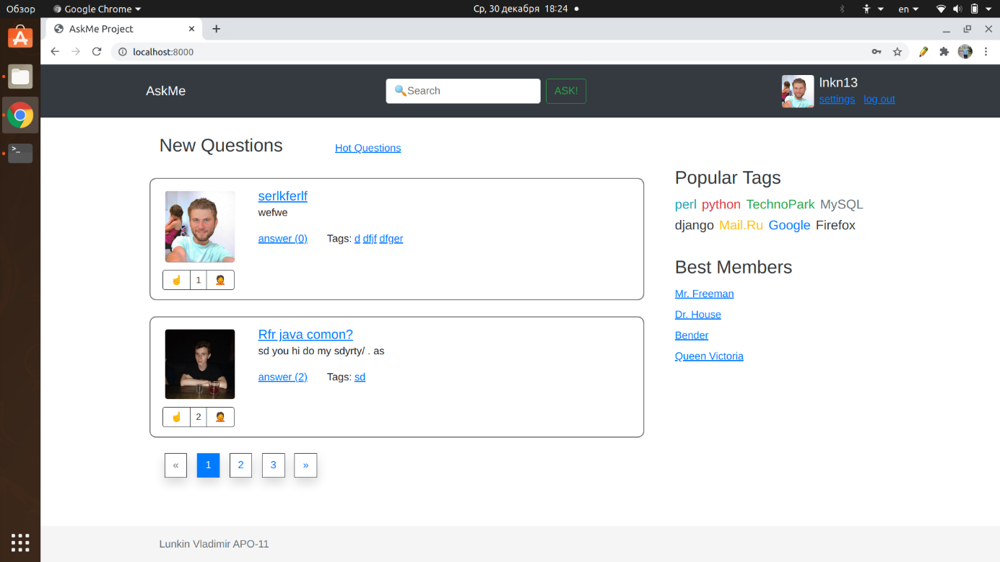 Обзор Google Chrome Ср, 30 декабря 18:24 en
AskMe Project
localhost:8000
AskMe Search ASK! lnkn13
settings log out
New Questions Hot Questions
serlkferlf
wefwe
answer (0) Tags: d dfjf dfger
1
Rfr java comon?
sd you hi do my sdyrty/ . as
answer (2) Tags: sd
2
« 1 2 3 »
Popular Tags
perl python TechnoPark MySQL
django Mail.Ru Google Firefox
Best Members
Mr. Freeman
Dr. House
Bender
Queen Victoria
Lunkin Vladimir APO-11